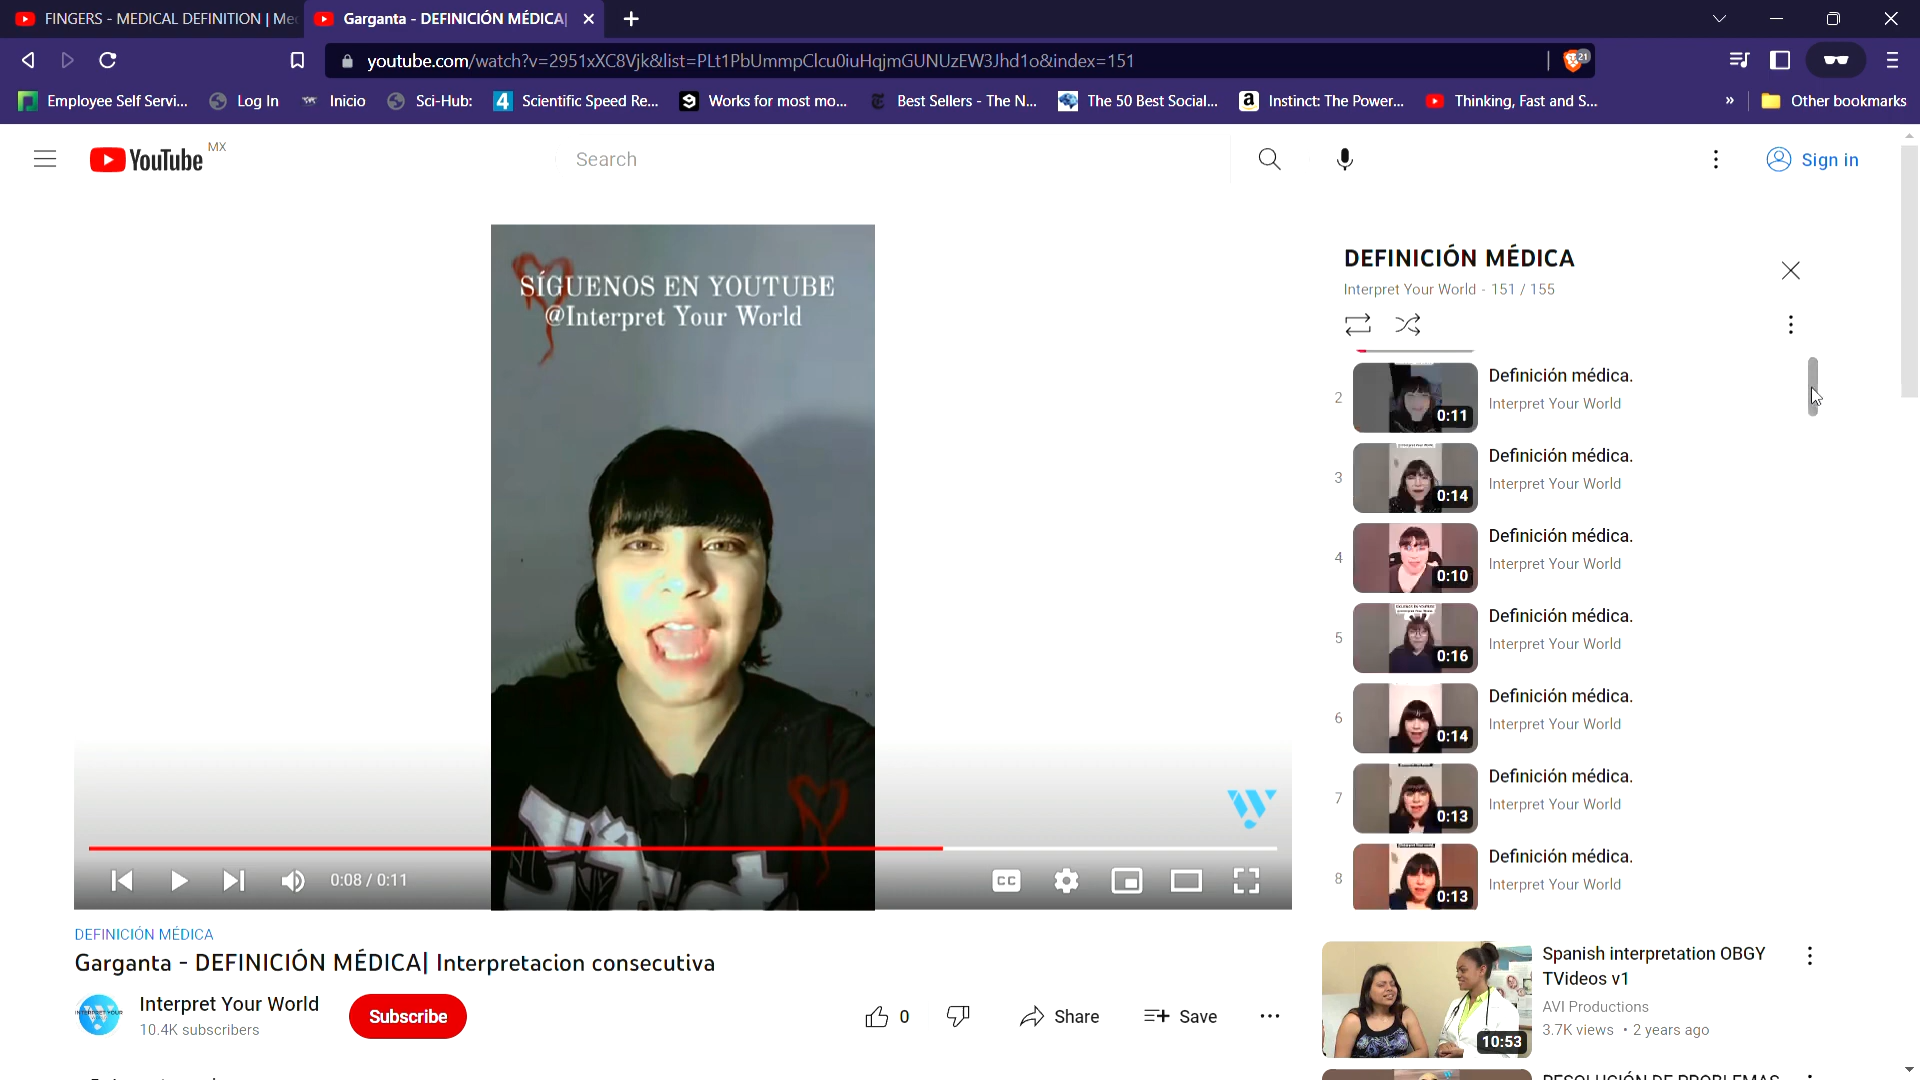 FINGERS - MEDICAL DEFINITION | Me
Garganta - DEFINICIÓN MÉDICA|
youtube.com/watch?v=2951xXC8Vjk&list=PLt1PbUmmpClcu0iuHqjmGUNUzEW3Jhd1o&index=151
21
Employee Self Servi...
Log In
Inicio
Sci-Hub:
4
Scientific Speed Re...
Works for most mo...
Best Sellers - The N...
The 50 Best Social...
a
Instinct: The Power...
Thinking, Fast and S...
»
Other bookmarks
YouTube MX
Search
Sign in
SÍGUENOS EN YOUTUBE
@Interpret Your World
0:08 / 0:11
CC
DEFINICIÓN MÉDICA
Garganta - DEFINICIÓN MÉDICA| Interpretacion consecutiva
Interpret Your World
10.4K subscribers
Subscribe
0
Share
Save
DEFINICIÓN MÉDICA
Interpret Your World - 151 / 155
2
0:11
Definición médica.
Interpret Your World
3
0:14
Definición médica.
Interpret Your World
4
0:10
Definición médica.
Interpret Your World
5
0:16
Definición médica.
Interpret Your World
6
0:14
Definición médica.
Interpret Your World
7
0:13
Definición médica.
Interpret Your World
8
0:13
Definición médica.
Interpret Your World
10:53
Spanish interpretation OBGY
TVideos v1
AVI Productions
3.7K views • 2 years ago
RESOLUCIÓN DE PROBLEMAS